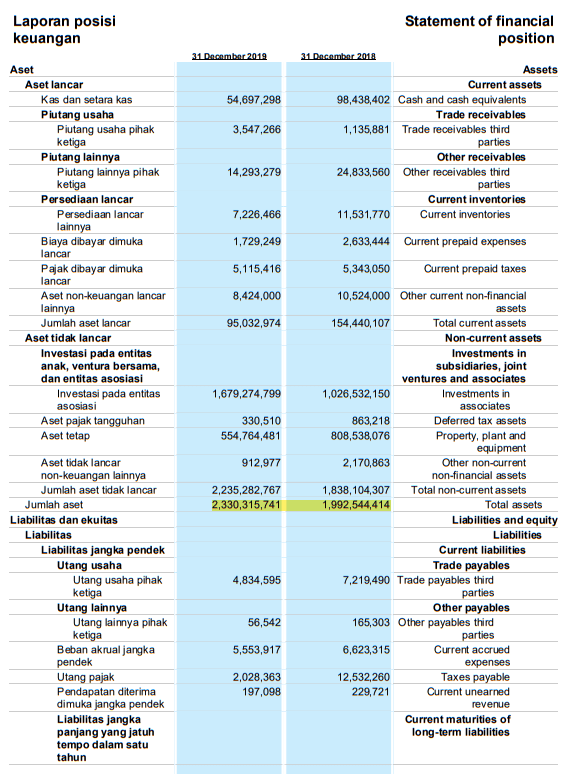 Laporan posisi Statement of financial
keuangan position
31 December 2019 31 December 2018
Aset Assets
Aset lancar Current assets
Kas dan setara kas 54,697,298 98,438,402 Cash and cash equivalents
Piutang usaha Trade receivables
Piutang usaha pihak 3,547,266 1,135,881 Trade receivables third
ketiga parties
Piutang lainnya Other receivables
Piutang lainnya pihak 14,293,279 24,833,560 Other receivables third
ketiga parties
Persediaan lancar Current inventories
Persediaan lancar 7,226,466 11,531,770 Current inventories
lainnya
Biaya dibayar dimuka 1,729,249 2,633,444 Current prepaid expenses
lancar
Pajak dibayar dimuka 5,115,416 5,343,050 Current prepaid taxes
lancar
Aset non-keuangan lancar 8,424,000 10,524,000 Other current non-financial
lainnya assets
Jumlah aset lancar 95,032,974 154,440,107 Total current assets
Aset tidak lancar Non-current assets
Investasi pada entitas Investments in
anak, ventura bersama, subsidiaries, joint
dan entitas asosiasi ventures and associates
Investasi pada entitas 1,679,274,799 1,026,532,150 Investments in
asosiasi associates
Aset pajak tangguhan 330,510 863,218 Deferred tax assets
Aset tetap 554,764,481 808,538,076 Property, plant and
equipment
Aset tidak lancar 912,977 2,170,863 Other non-current
non-keuangan lainnya non-financial assets
Jumlah aset tidak lancar 2,235,282,767 1,838,104,307 Total non-current assets
Jumlah aset 2,330,315,741 1,992,544,414 Total assets
Liabilitas dan ekuitas Liabilities and equity
Liabilitas Liabilities
Liabilitas jangka pendek Current liabilities
Utang usaha Trade payables
Utang usaha pihak 4,834,595 7,219,490 Trade payables third
ketiga parties
Utang lainnya Other payables
Utang lainnya pihak 56,542 165,303 Other payables third
ketiga parties
Beban akrual jangka 5,553,917 6,623,315 Current accrued
pendek expenses
Utang pajak 2,028,363 12,532,260 Taxes payable
Pendapatan diterima 197,098 229,721 Current unearned
dimuka jangka pendek revenue
Liabilitas jangka Current maturities of
panjang yang jatuh long-term liabilities
tempo dalam satu
tahun